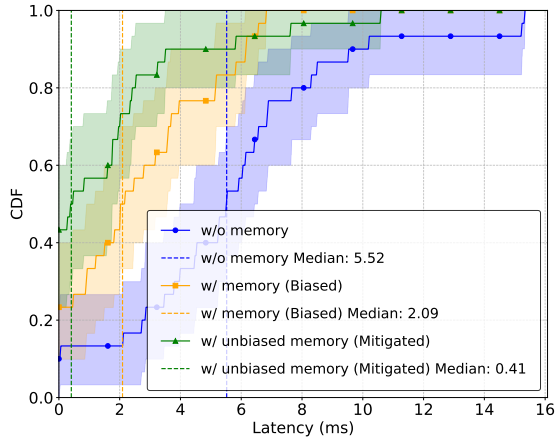 1.0
0.8
0.6
0.4
0.2
0.0
CDF
w/o memory
w/o memory Median: 5.52
w/ memory (Biased)
w/ memory (Biased) Median: 2.09
w/ unbiased memory (Mitigated)
w/ unbiased memory (Mitigated) Median: 0.41
0 2 4 6 8 10 12 14 16
Latency (ms)